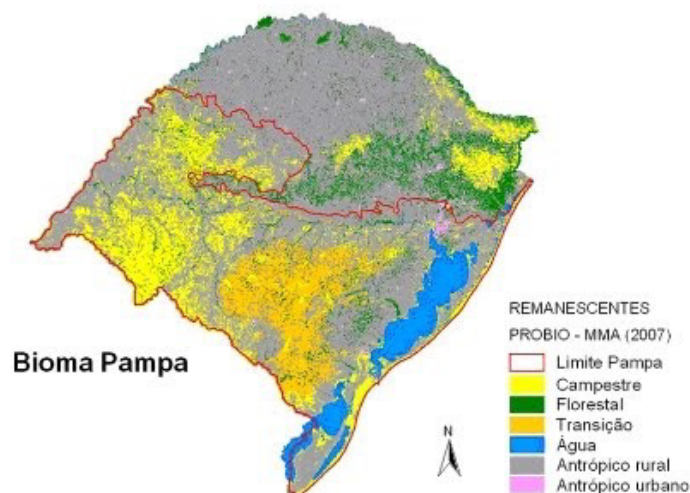 Bioma Pampa
N
REMANESCENTES
PROBIO - MMA (2007)
Limite Pampa
Campestre
Florestal
Transição
Água
Antrópico rural
Antrópico urbano